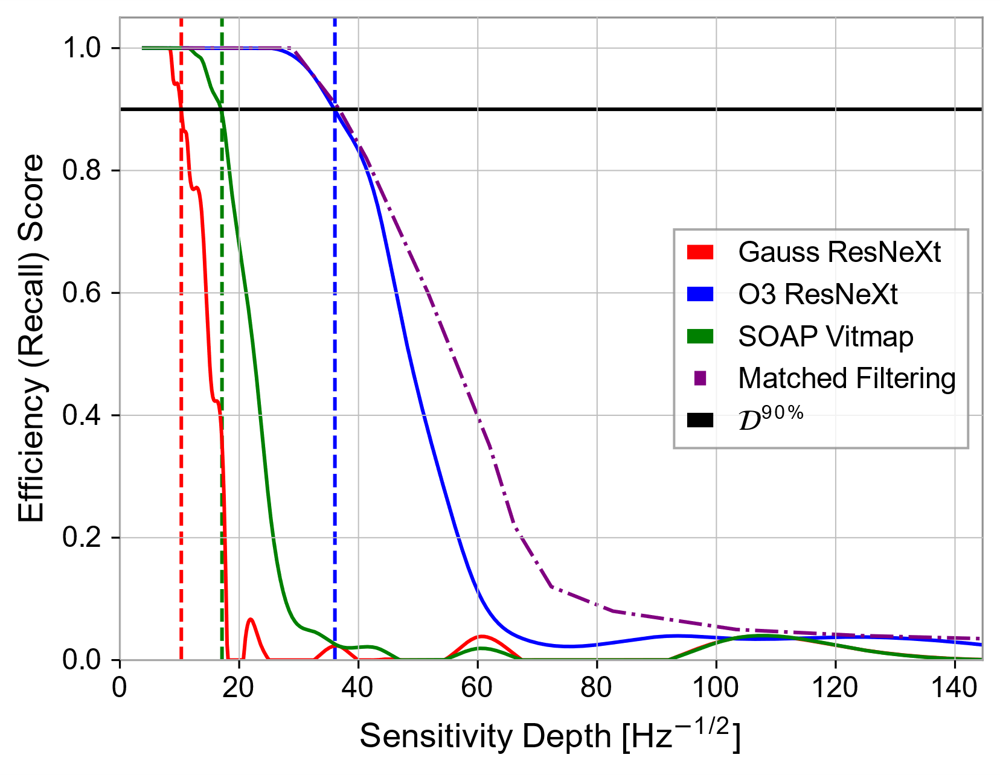 1.0
0.8
0.6
0.4
0.2
0.0
Efficiency (Recall) Score
Gauss ResNeXt
O3 ResNeXt
SOAP Vitmap
Matched Filtering
𝒟^90%
0 20 40 60 80 100 120 140
Sensitivity Depth [Hz^−1/2]